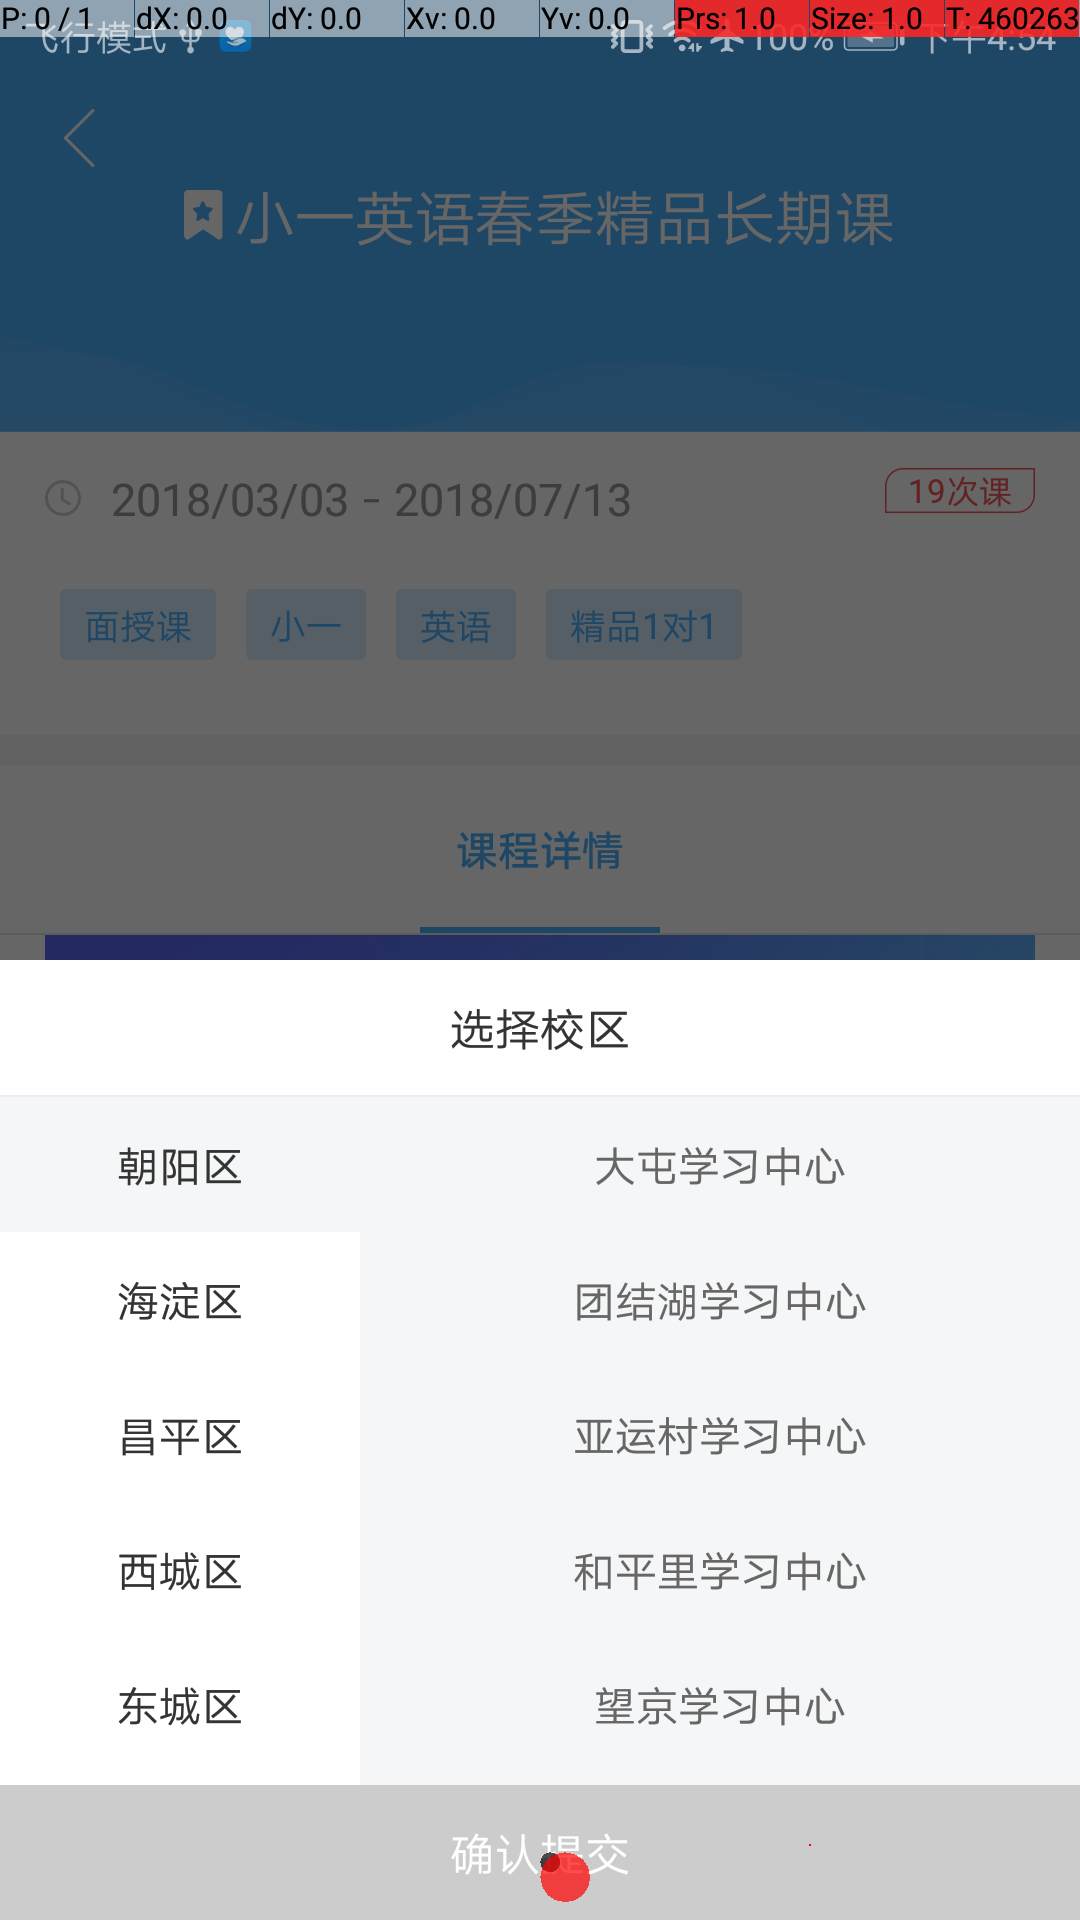 P: 0 / 1 dX: 0.0 dY: 0.0 Xv: 0.0 Yv: 0.0 Prs: 1.0 Size: 1.0 T: 460263
飞行模式 100% 下午4:54
小一英语春季精品长期课
2018/03/03 - 2018/07/13 19次课
面授课 小一 英语 精品1对1
课程详情
选择校区
朝阳区 大屯学习中心
海淀区 团结湖学习中心
昌平区 亚运村学习中心
西城区 和平里学习中心
东城区 望京学习中心
确认提交